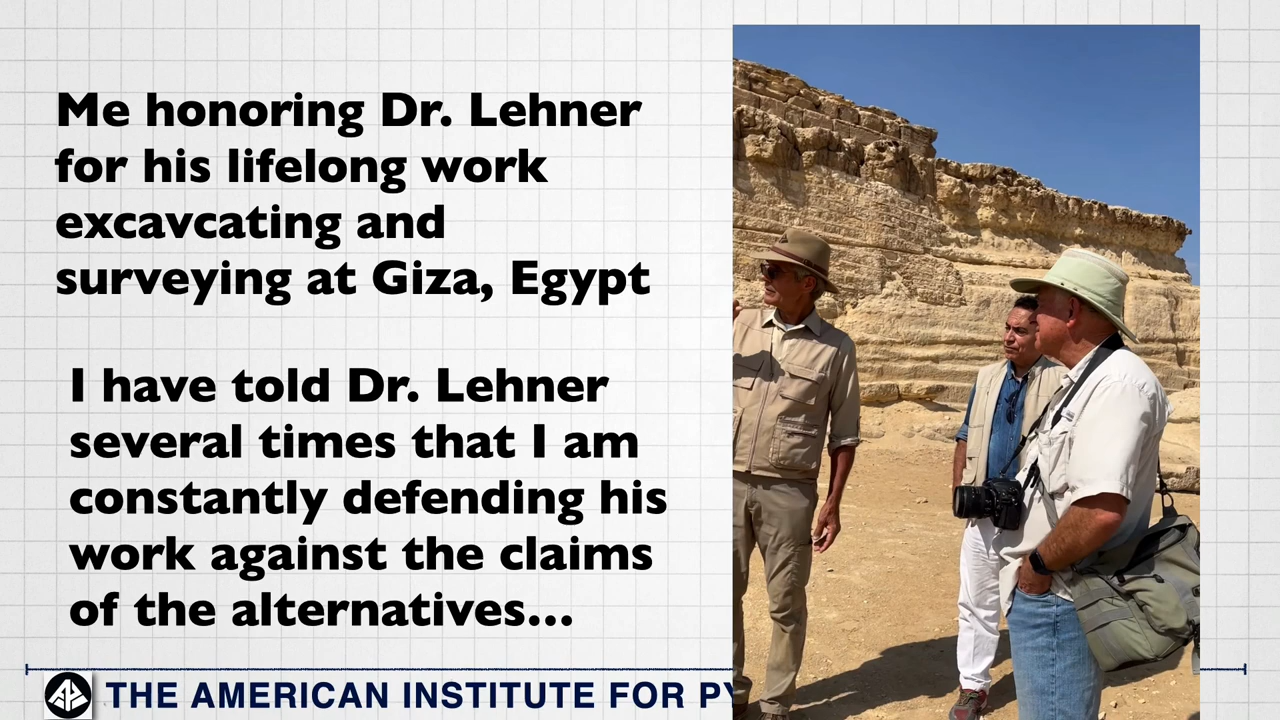 Me honoring Dr. Lehner
for his lifelong work
excavcating and
surveying at Giza, Egypt
I have told Dr. Lehner
several times that I am
constantly defending his
work against the claims
of the alternatives...
THE AMERICAN INSTITUTE FOR